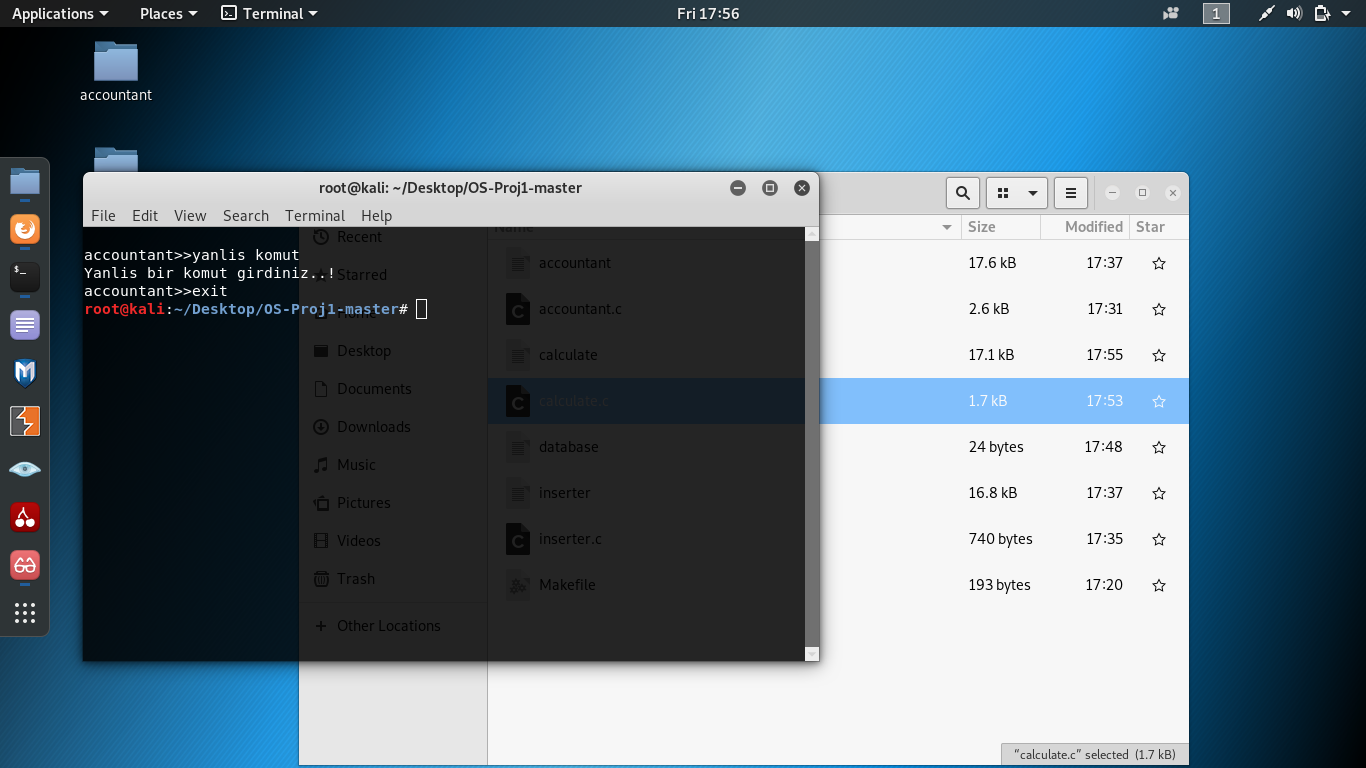 Applications Places Terminal Fri 17:56 1
accountant
root@kali: ~/Desktop/OS-Proj1-master
File Edit View Search Terminal Help
accountant>>yanlis komut
Yanlis bir komut girdiniz..!
accountant>>exit
root@kali:~/Desktop/OS-Proj1-master#
Recent
Starred
Home
Desktop
Documents
Downloads
Music
Pictures
Videos
Trash
+ Other Locations
Name Size Modified Star
accountant 17.6 kB 17:37
accountant.c 2.6 kB 17:31
calculate 17.1 kB 17:55
calculate.c 1.7 kB 17:53
database 24 bytes 17:48
inserter 16.8 kB 17:37
inserter.c 740 bytes 17:35
Makefile 193 bytes 17:20
“calculate.c” selected (1.7 kB)